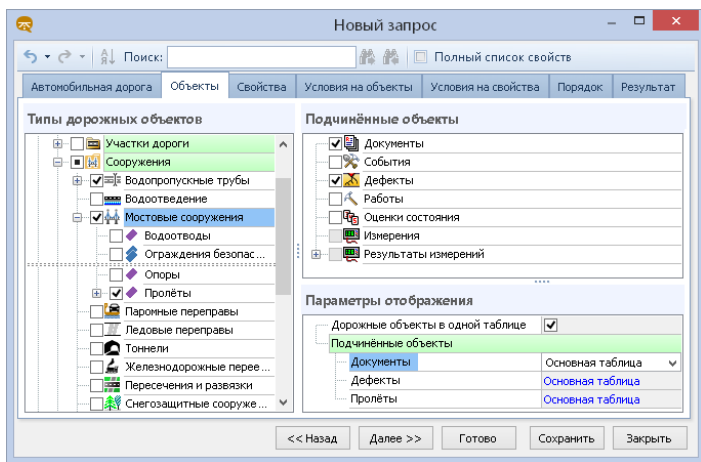 Новый запрос
Поиск:
Полный список свойств
Автомобильная дорога
Объекты
Свойства
Условия на объекты
Условия на свойства
Порядок
Результат
Типы дорожных объектов
Участки дороги
Сооружения
Водопропускные трубы
Водоотведение
Мостовые сооружения
Водоотводы
Ограждения безопас...
Опоры
Пролёты
Паромные переправы
Ледовые переправы
Тоннели
Железнодорожные перее...
Пересечения и развязки
Снегозащитные сооруже...
Подчинённые объекты
Документы
События
Дефекты
Работы
Оценки состояния
Измерения
Результаты измерений
Параметры отображения
Дорожные объекты в одной таблице
Подчинённые объекты
Документы
Основная таблица
Дефекты
Основная таблица
Пролёты
Основная таблица
<< Назад
Далее >>
Готово
Сохранить
Закрыть